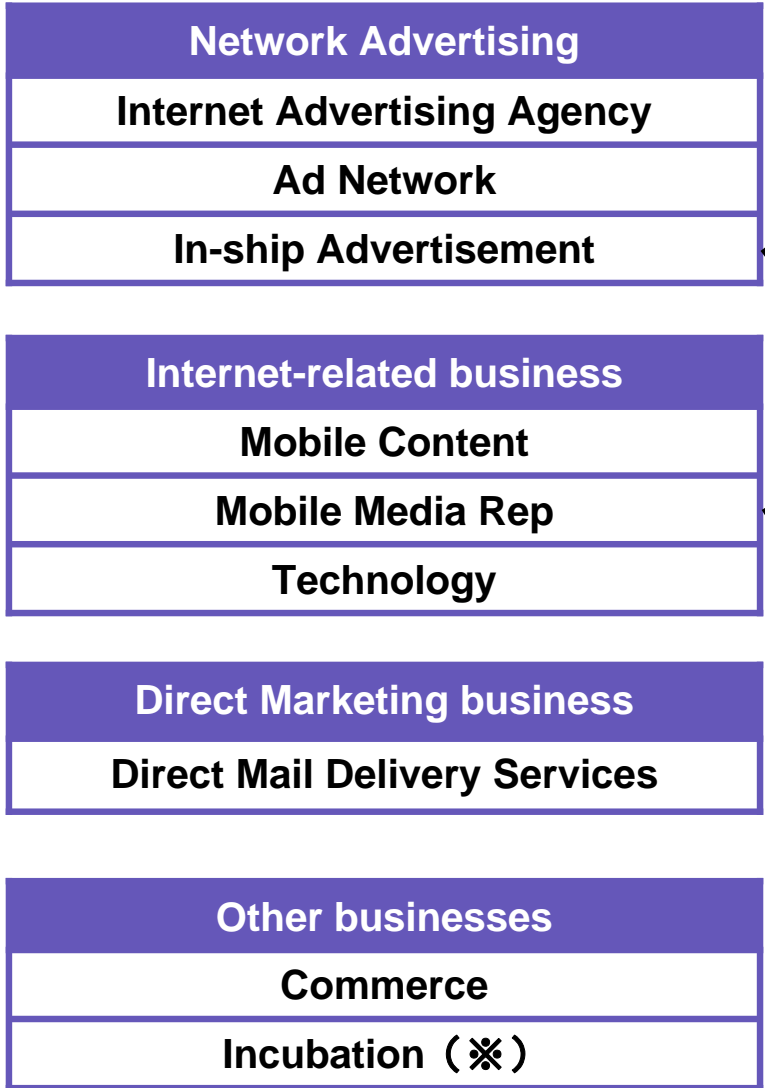 Network Advertising
Internet Advertising Agency
Ad Network
In-ship Advertisement
Internet-related business
Mobile Content
Mobile Media Rep
Technology
Direct Marketing business
Direct Mail Delivery Services
Other businesses
Commerce
Incubation（※）